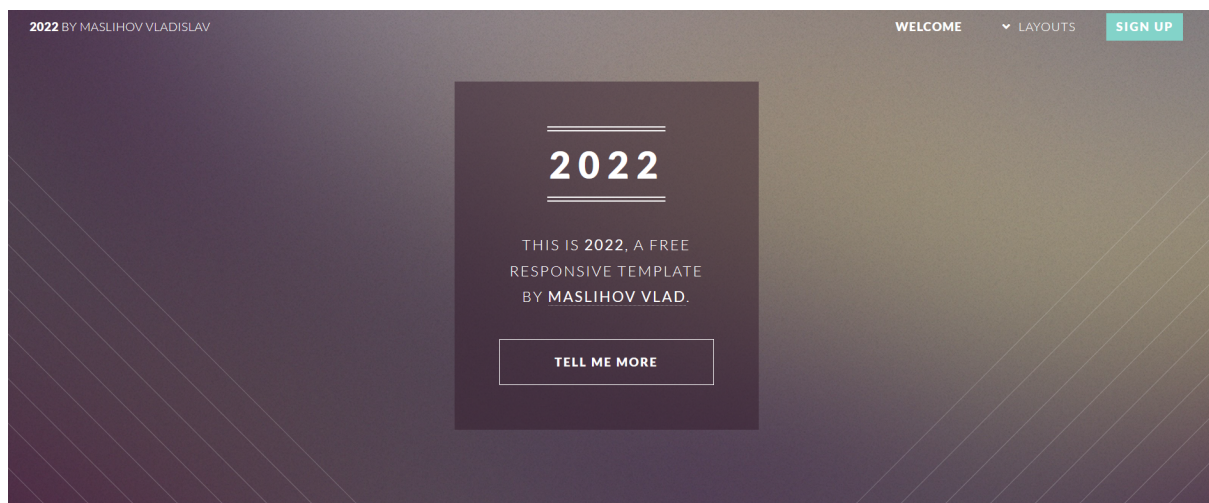 2022 BY MASLIHOV VLADISLAV
WELCOME
LAYOUTS
SIGN UP
2022
THIS IS 2022, A FREE
RESPONSIVE TEMPLATE
BY MASLIHOV VLAD.
TELL ME MORE